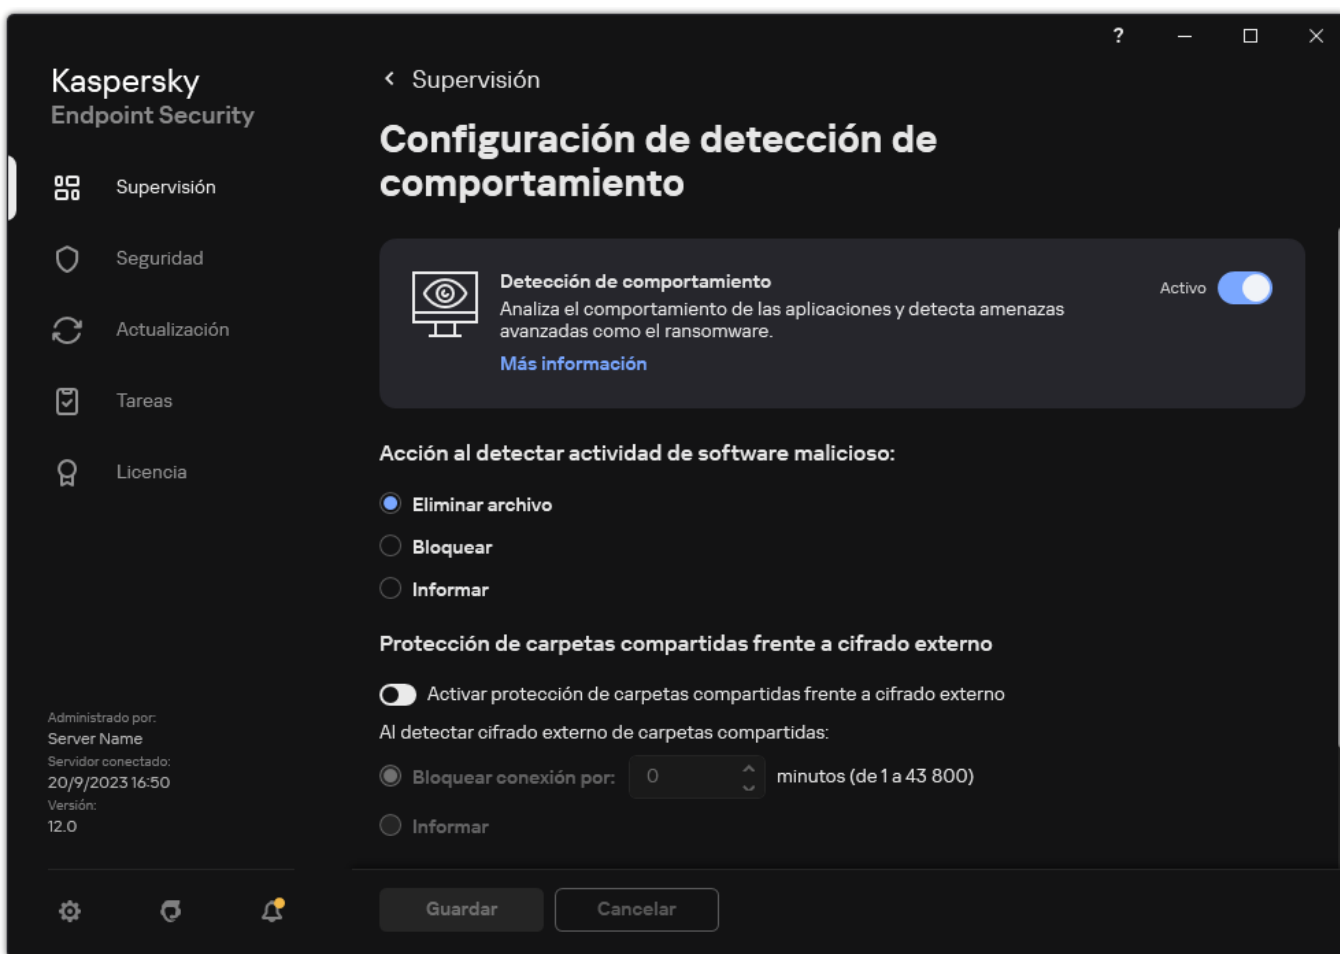 ?
Kaspersky
Endpoint Security
Supervisión
Seguridad
Actualización
Tareas
Licencia
Administrado por:
Server Name
Servidor conectado:
20/9/2023 16:50
Versión:
12.0
Supervisión
Configuración de detección de
comportamiento
Detección de comportamiento
Analiza el comportamiento de las aplicaciones y detecta amenazas
avanzadas como el ransomware.
Más información
Activo
Acción al detectar actividad de software malicioso:
Eliminar archivo
Bloquear
Informar
Protección de carpetas compartidas frente a cifrado externo
Activar protección de carpetas compartidas frente a cifrado externo
Al detectar cifrado externo de carpetas compartidas:
Bloquear conexión por: 0 minutos (de 1 a 43 800)
Informar
Guardar Cancelar